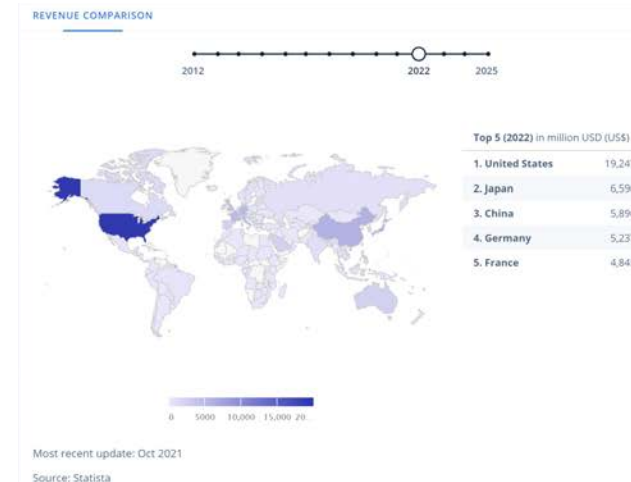 REVENUE COMPARISON
2012 2022 2025
Top 5 (2022) in million USD (US$)
1. United States 19,24
2. Japan 6,59
3. China 5,89
4. Germany 5,23
5. France 4,84
0 5000 10,000 15,000 20...
Most recent update: Oct 2021
Source: Statista